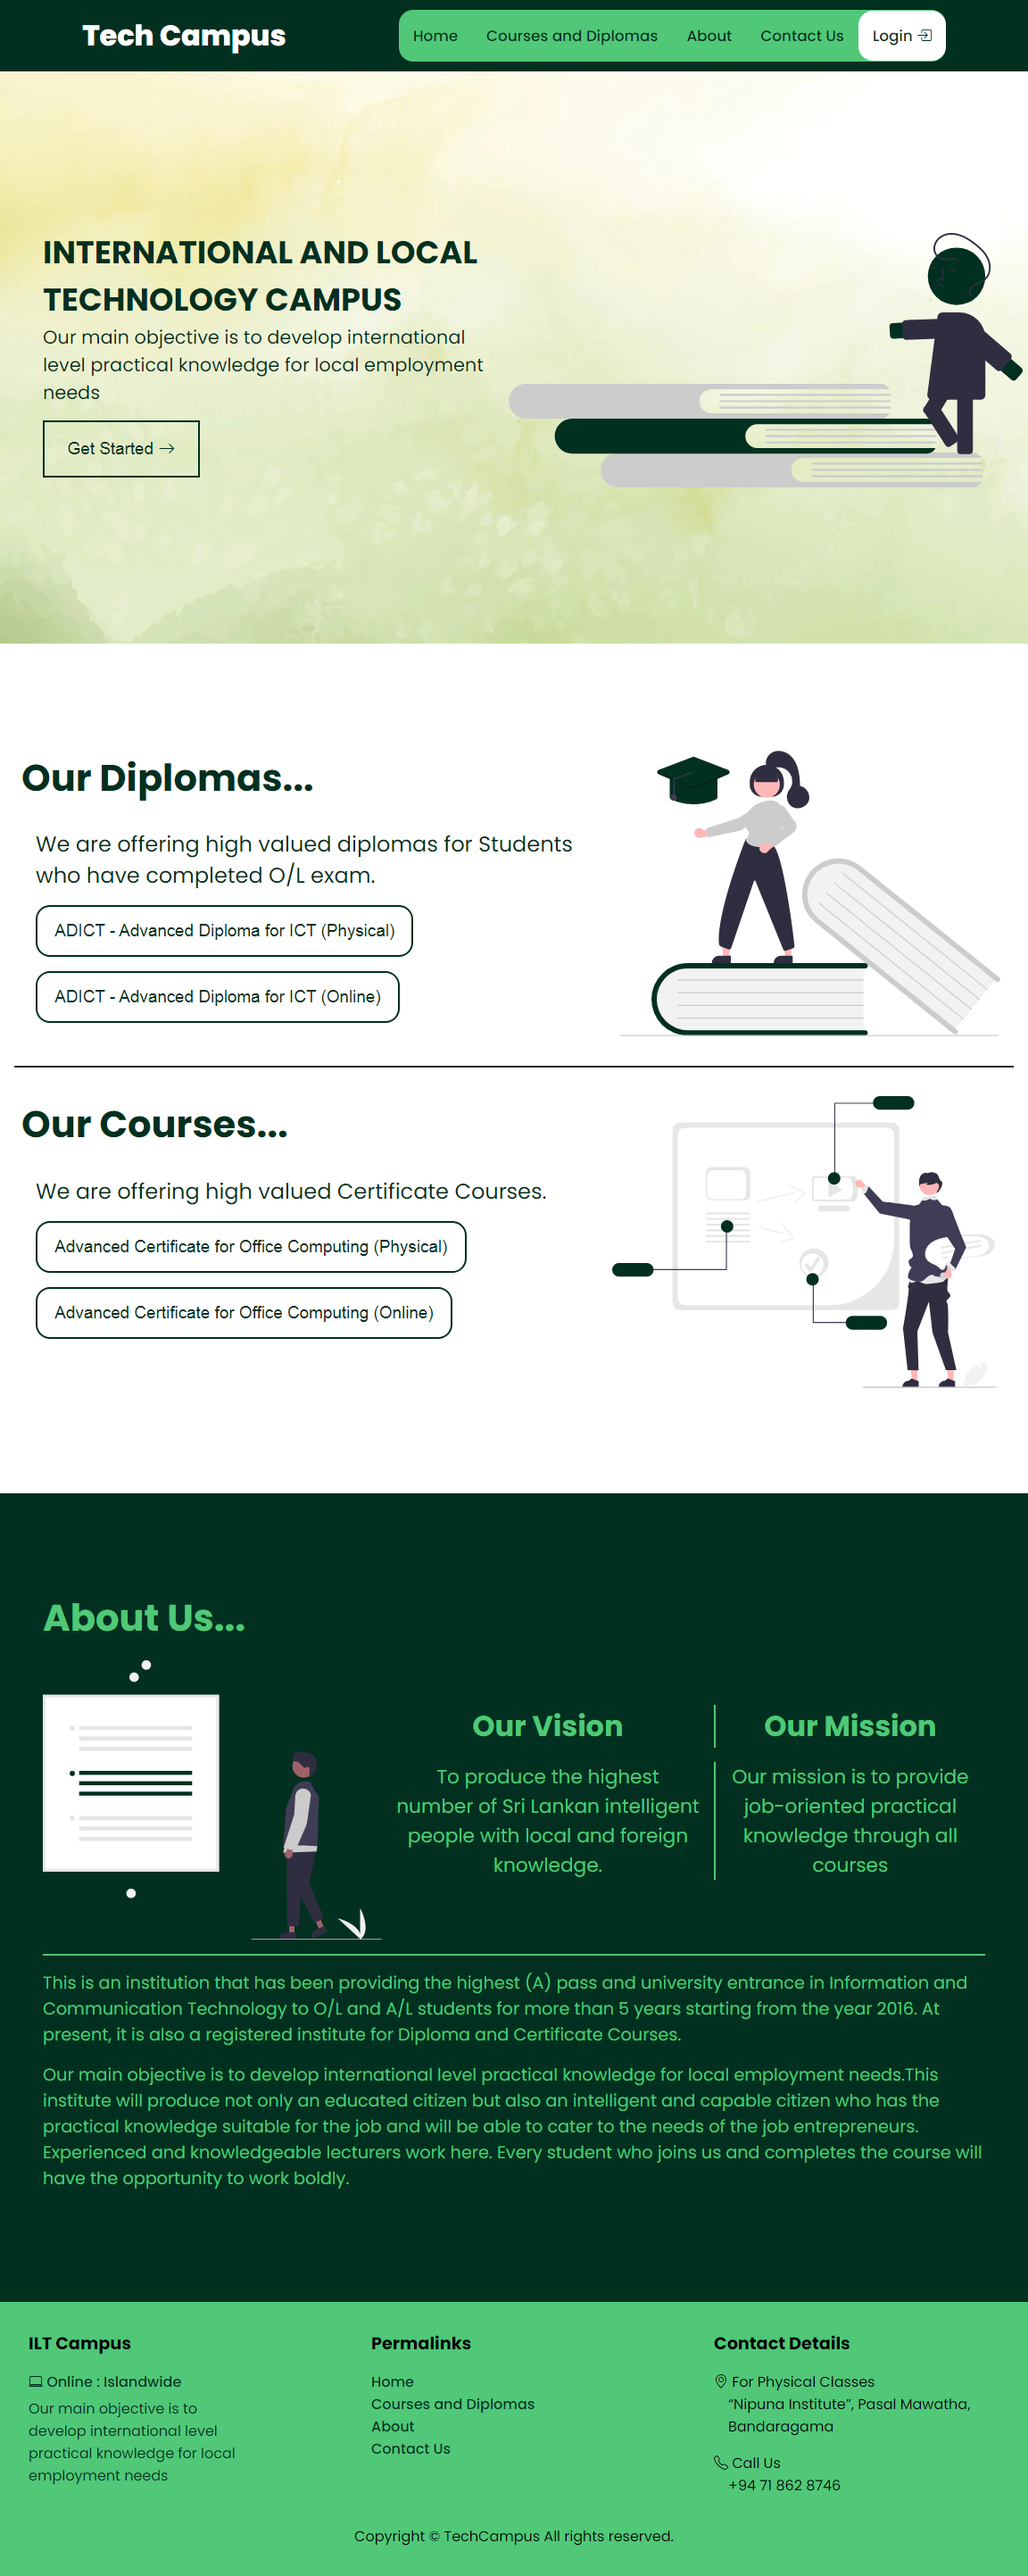 Tech Campus
Home Courses and Diplomas About Contact Us Login
INTERNATIONAL AND LOCAL
TECHNOLOGY CAMPUS
Our main objective is to develop international
level practical knowledge for local employment
needs
Get Started →
Our Diplomas...
We are offering high valued diplomas for Students
who have completed O/L exam.
ADICT - Advanced Diploma for ICT (Physical)
ADICT - Advanced Diploma for ICT (Online)
Our Courses...
We are offering high valued Certificate Courses.
Advanced Certificate for Office Computing (Physical)
Advanced Certificate for Office Computing (Online)
About Us...
Our Vision
To produce the highest
number of Sri Lankan intelligent
people with local and foreign
knowledge.
Our Mission
Our mission is to provide
job-oriented practical
knowledge through all
courses
This is an institution that has been providing the highest (A) pass and university entrance in Information and
Communication Technology to O/L and A/L students for more than 5 years starting from the year 2016. At
present, it is also a registered institute for Diploma and Certificate Courses.
Our main objective is to develop international level practical knowledge for local employment needs.This
institute will produce not only an educated citizen but also an intelligent and capable citizen who has the
practical knowledge suitable for the job and will be able to cater to the needs of the job entrepreneurs.
Experienced and knowledgeable lecturers work here. Every student who joins us and completes the course will
have the opportunity to work boldly.
ILT Campus
Online : Islandwide
Our main objective is to
develop international level
practical knowledge for local
employment needs
Permalinks
Home
Courses and Diplomas
About
Contact Us
Contact Details
For Physical Classes
“Nipuna Institute”, Pasal Mawatha,
Bandaragama
Call Us
+94 71 862 8746
Copyright © TechCampus All rights reserved.